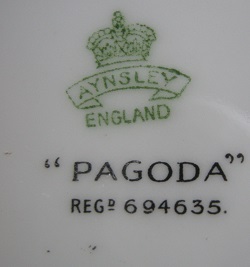 AYNSLEY
ENGLAND
“PAGODA”
REGD 694635.